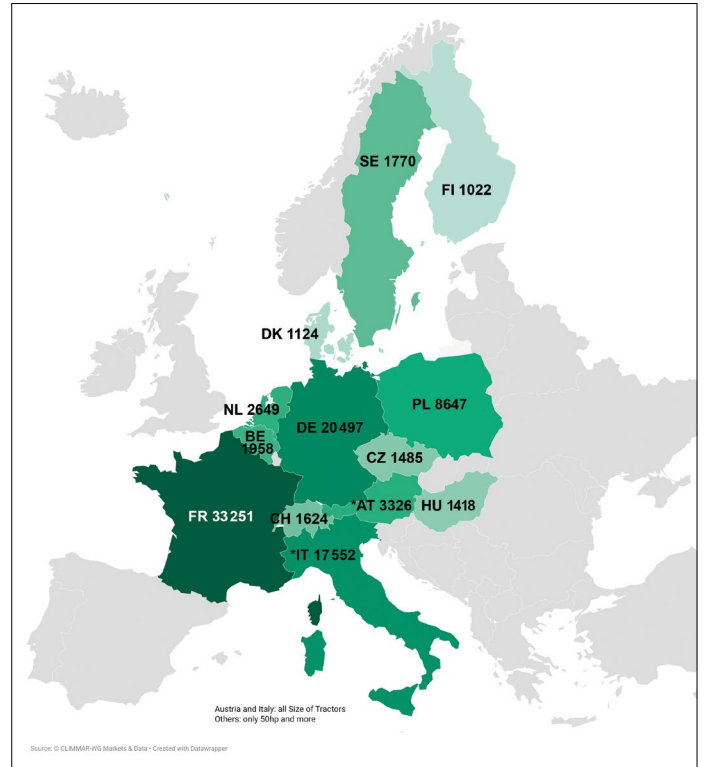 SE 1770
FI 1022
DK 1124
NL 2649
BE
1958
DE 20 497
PL 8647
CZ 1485
FR 33 251
CH 1624
*AT 3326
HU 1418
*IT 17 552
Austria and Italy: all Size of Tractors
Others: only 50hp and more
Source: © CLIMMAR-WG Markets & Data • Created with Datawrapper